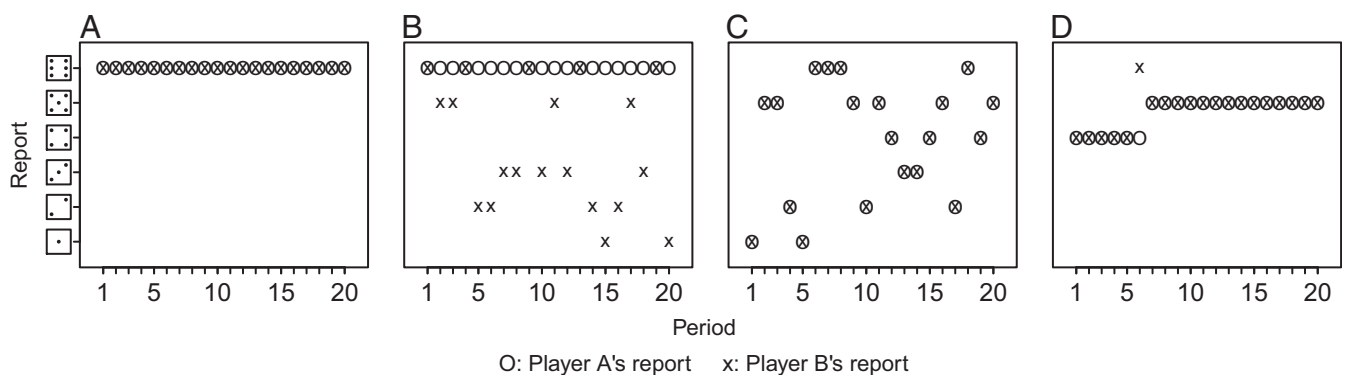 A B C D
Report
1 5 10 15 20 1 5 10 15 20 1 5 10 15 20 1 5 10 15 20
Period
O: Player A's report x: Player B's report